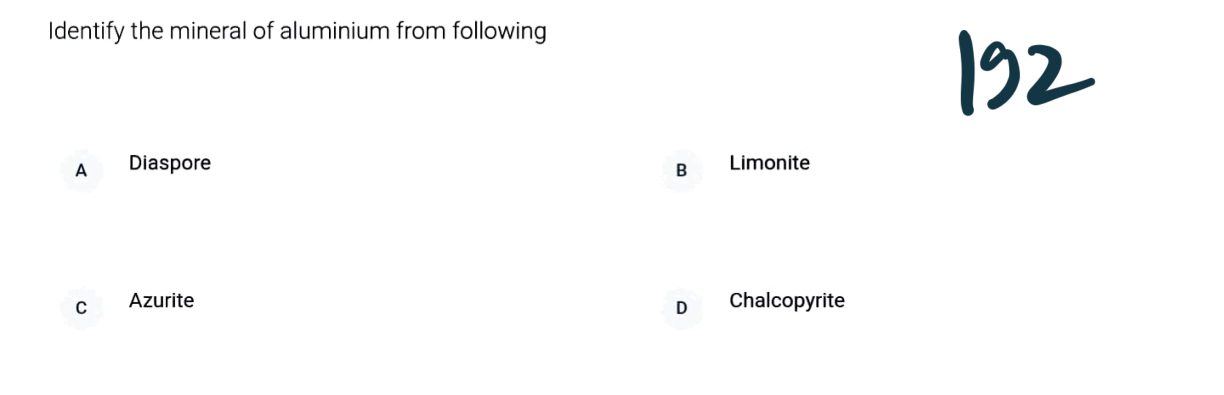 Identify the mineral of aluminium from following
192
A Diaspore
B Limonite
C Azurite
D Chalcopyrite